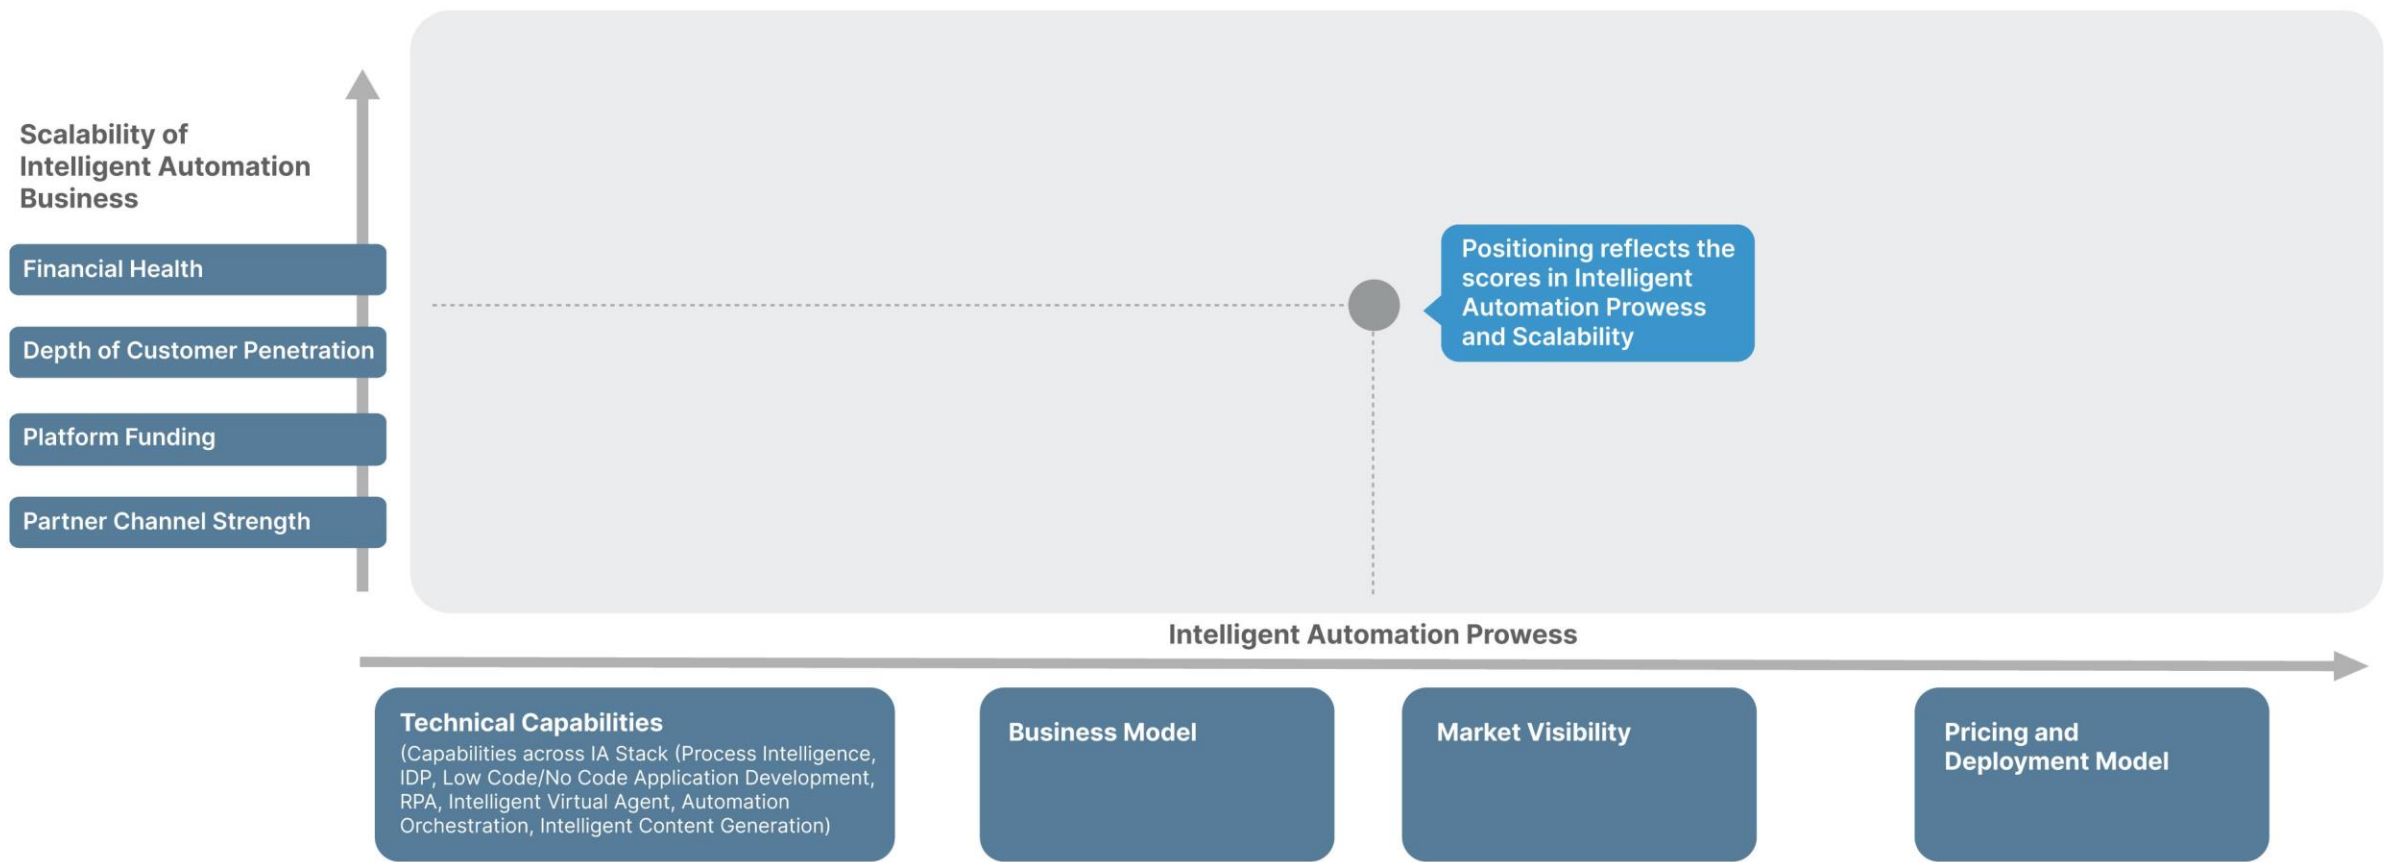 Scalability of
Intelligent Automation
Business
Financial Health
Depth of Customer Penetration
Platform Funding
Partner Channel Strength
Positioning reflects the
scores in Intelligent
Automation Prowess
and Scalability
Intelligent Automation Prowess
Technical Capabilities
(Capabilities across IA Stack (Process Intelligence,
IDP, Low Code/No Code Application Development,
RPA, Intelligent Virtual Agent, Automation
Orchestration, Intelligent Content Generation)
Business Model
Market Visibility
Pricing and
Deployment Model